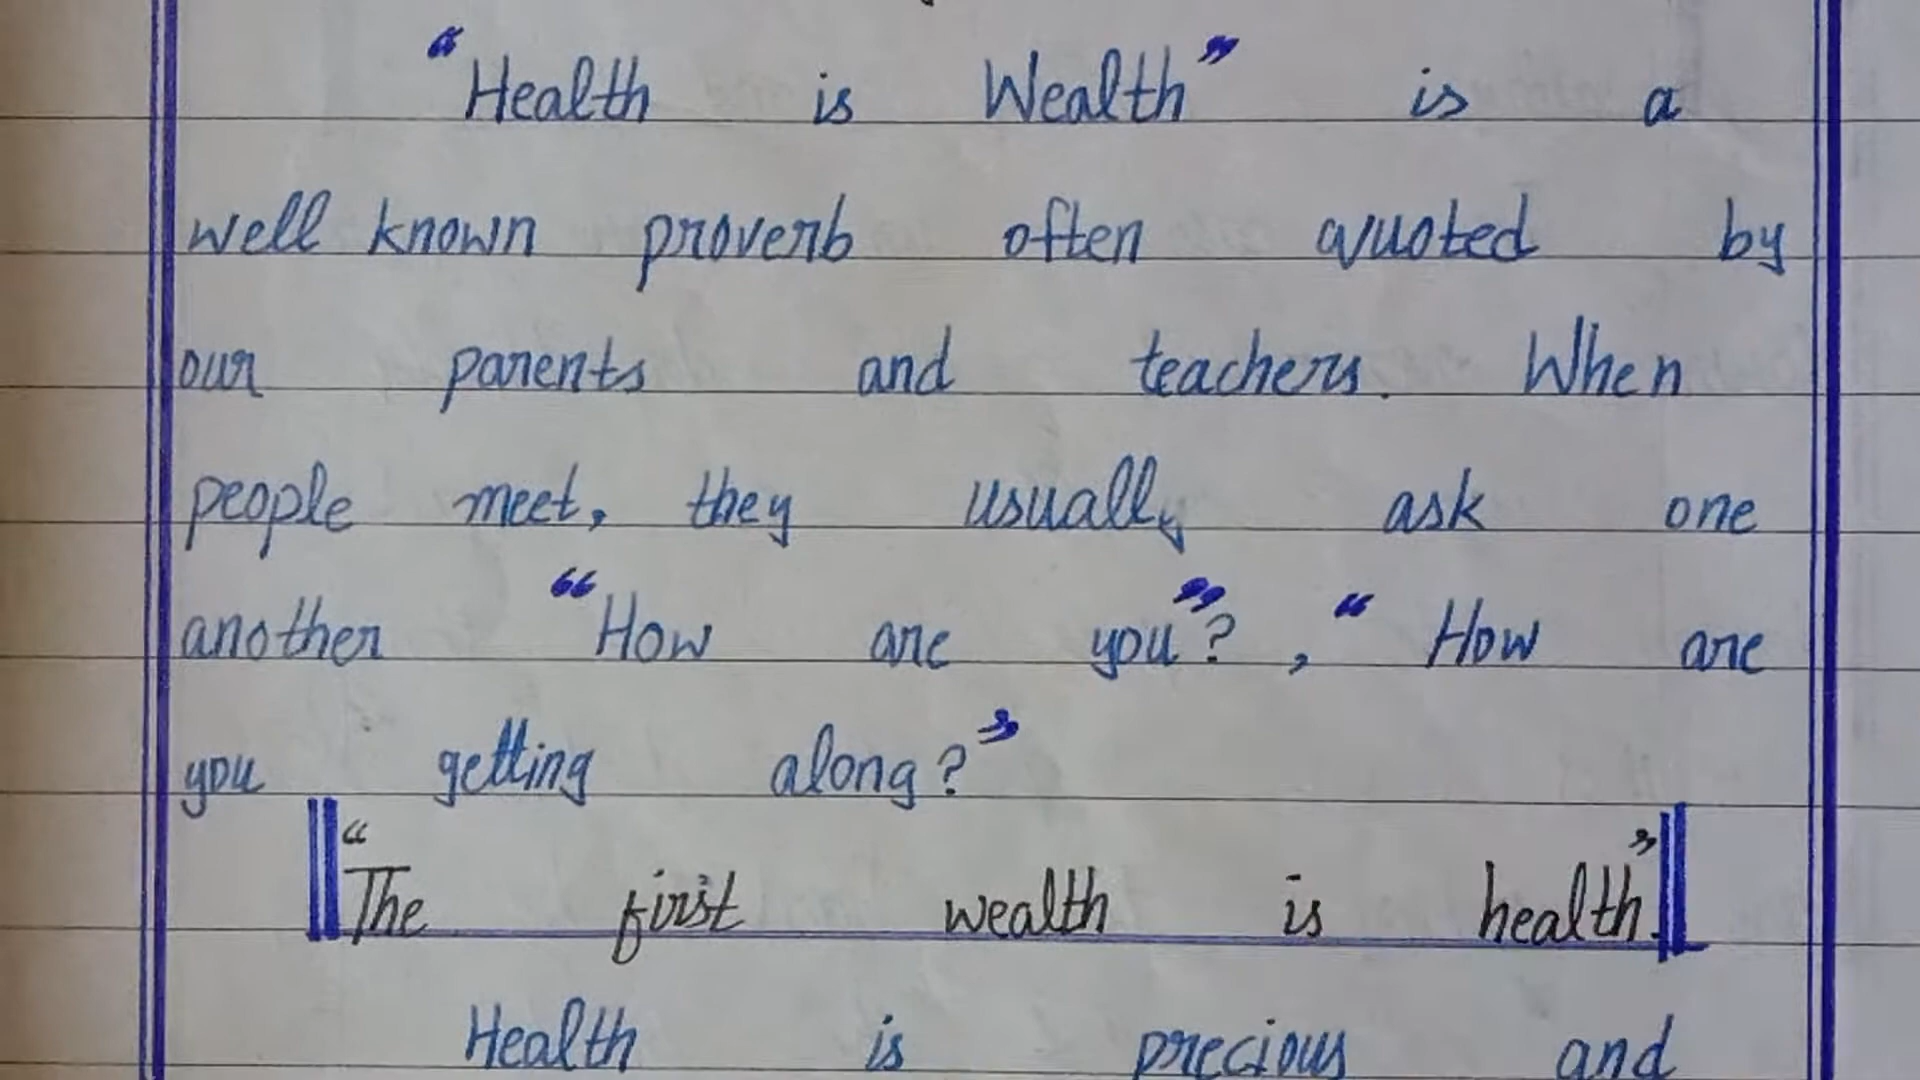 "Health is Wealth" is a
well known proverb often quoted by
our parents and teachers. When
people meet, they usually ask one
another "How are you"? , " How are
you getting along?"
"The first wealth is health."
Health is precious and